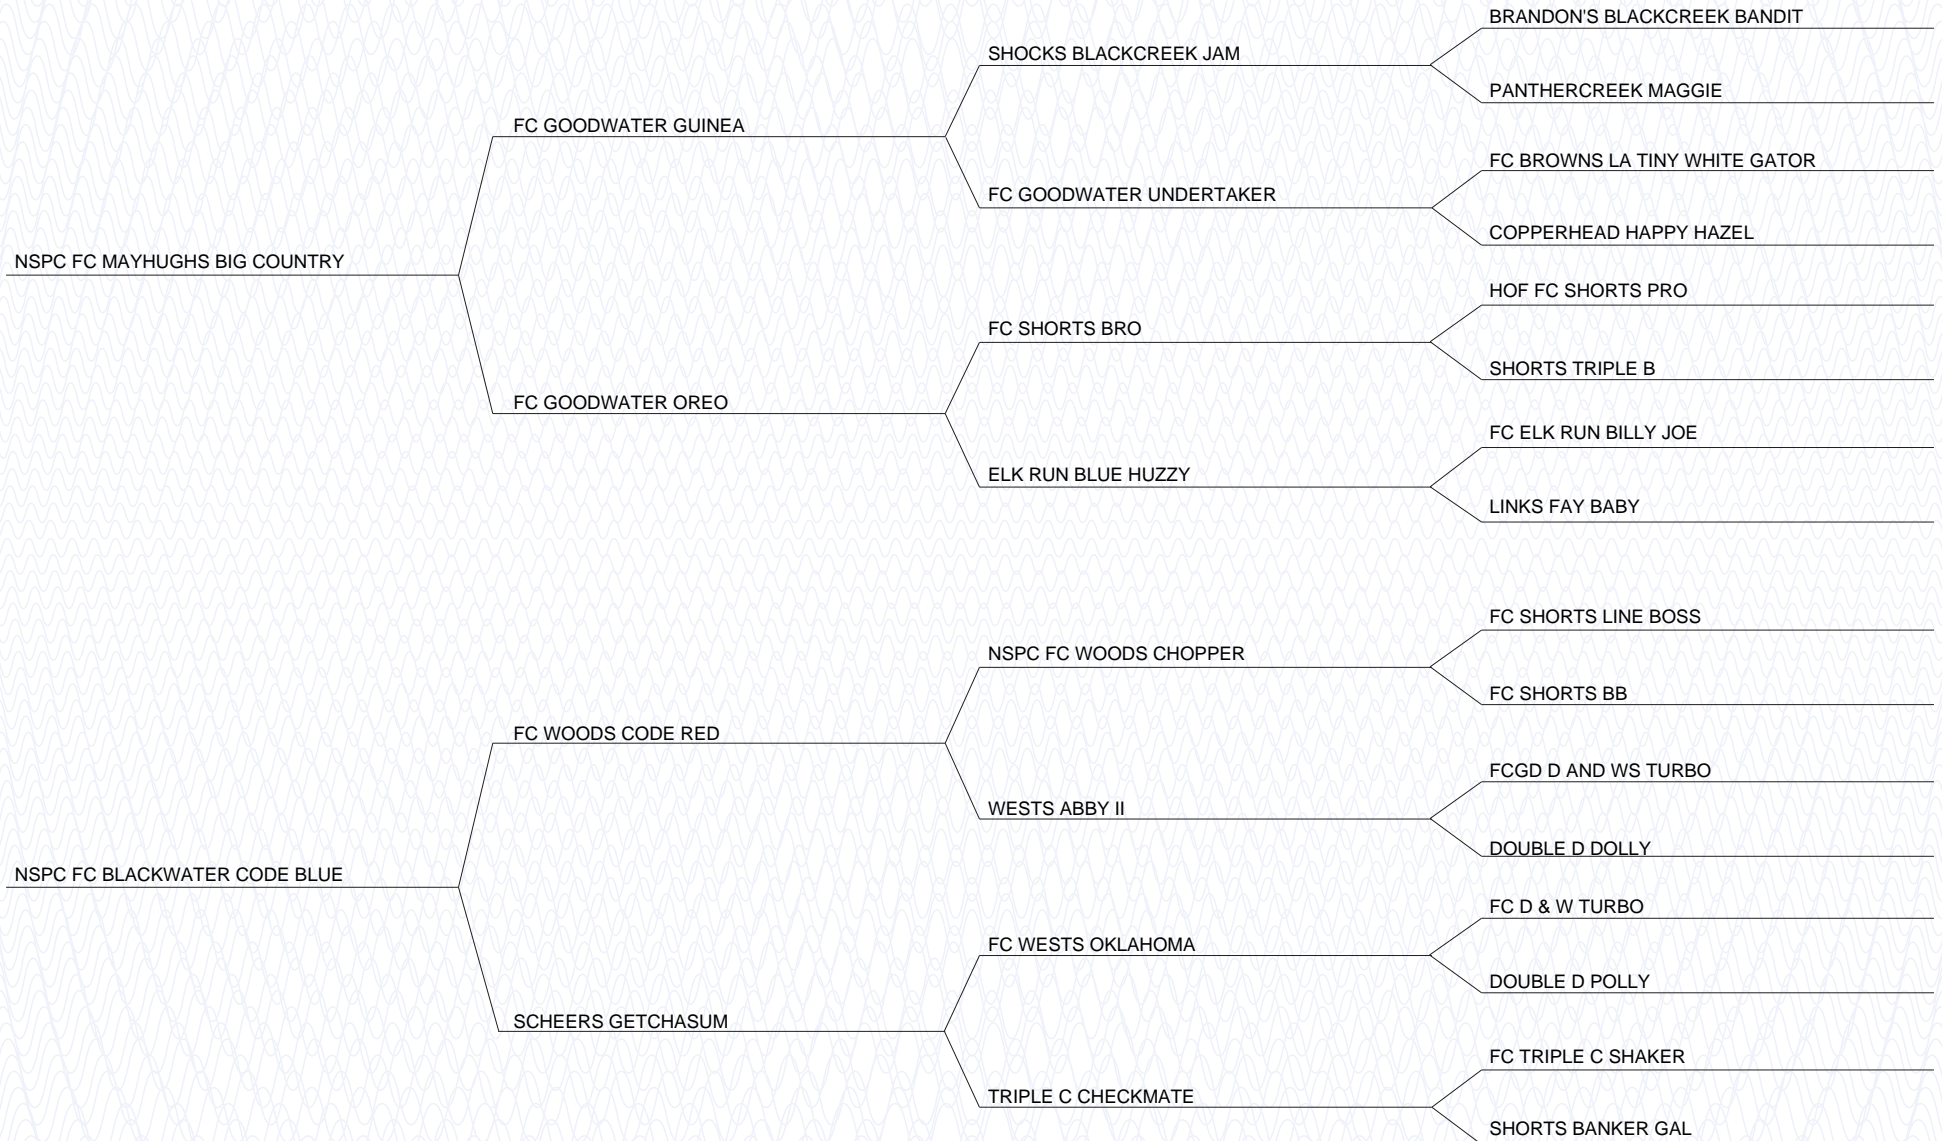 BRANDON'S BLACKCREEK BANDIT
SHOCKS BLACKCREEK JAM
PANTHERCREEK MAGGIE
FC GOODWATER GUINEA
FC BROWNS LA TINY WHITE GATOR
FC GOODWATER UNDERTAKER
COPPERHEAD HAPPY HAZEL
NSPC FC MAYHUGHS BIG COUNTRY
HOF FC SHORTS PRO
FC SHORTS BRO
SHORTS TRIPLE B
FC GOODWATER OREO
FC ELK RUN BILLY JOE
ELK RUN BLUE HUZZY
LINKS FAY BABY
FC SHORTS LINE BOSS
NSPC FC WOODS CHOPPER
FC SHORTS BB
FC WOODS CODE RED
FCGD D AND WS TURBO
WESTS ABBY II
DOUBLE D DOLLY
NSPC FC BLACKWATER CODE BLUE
FC D & W TURBO
FC WESTS OKLAHOMA
DOUBLE D POLLY
SCHEERS GETCHASUM
FC TRIPLE C SHAKER
TRIPLE C CHECKMATE
SHORTS BANKER GAL